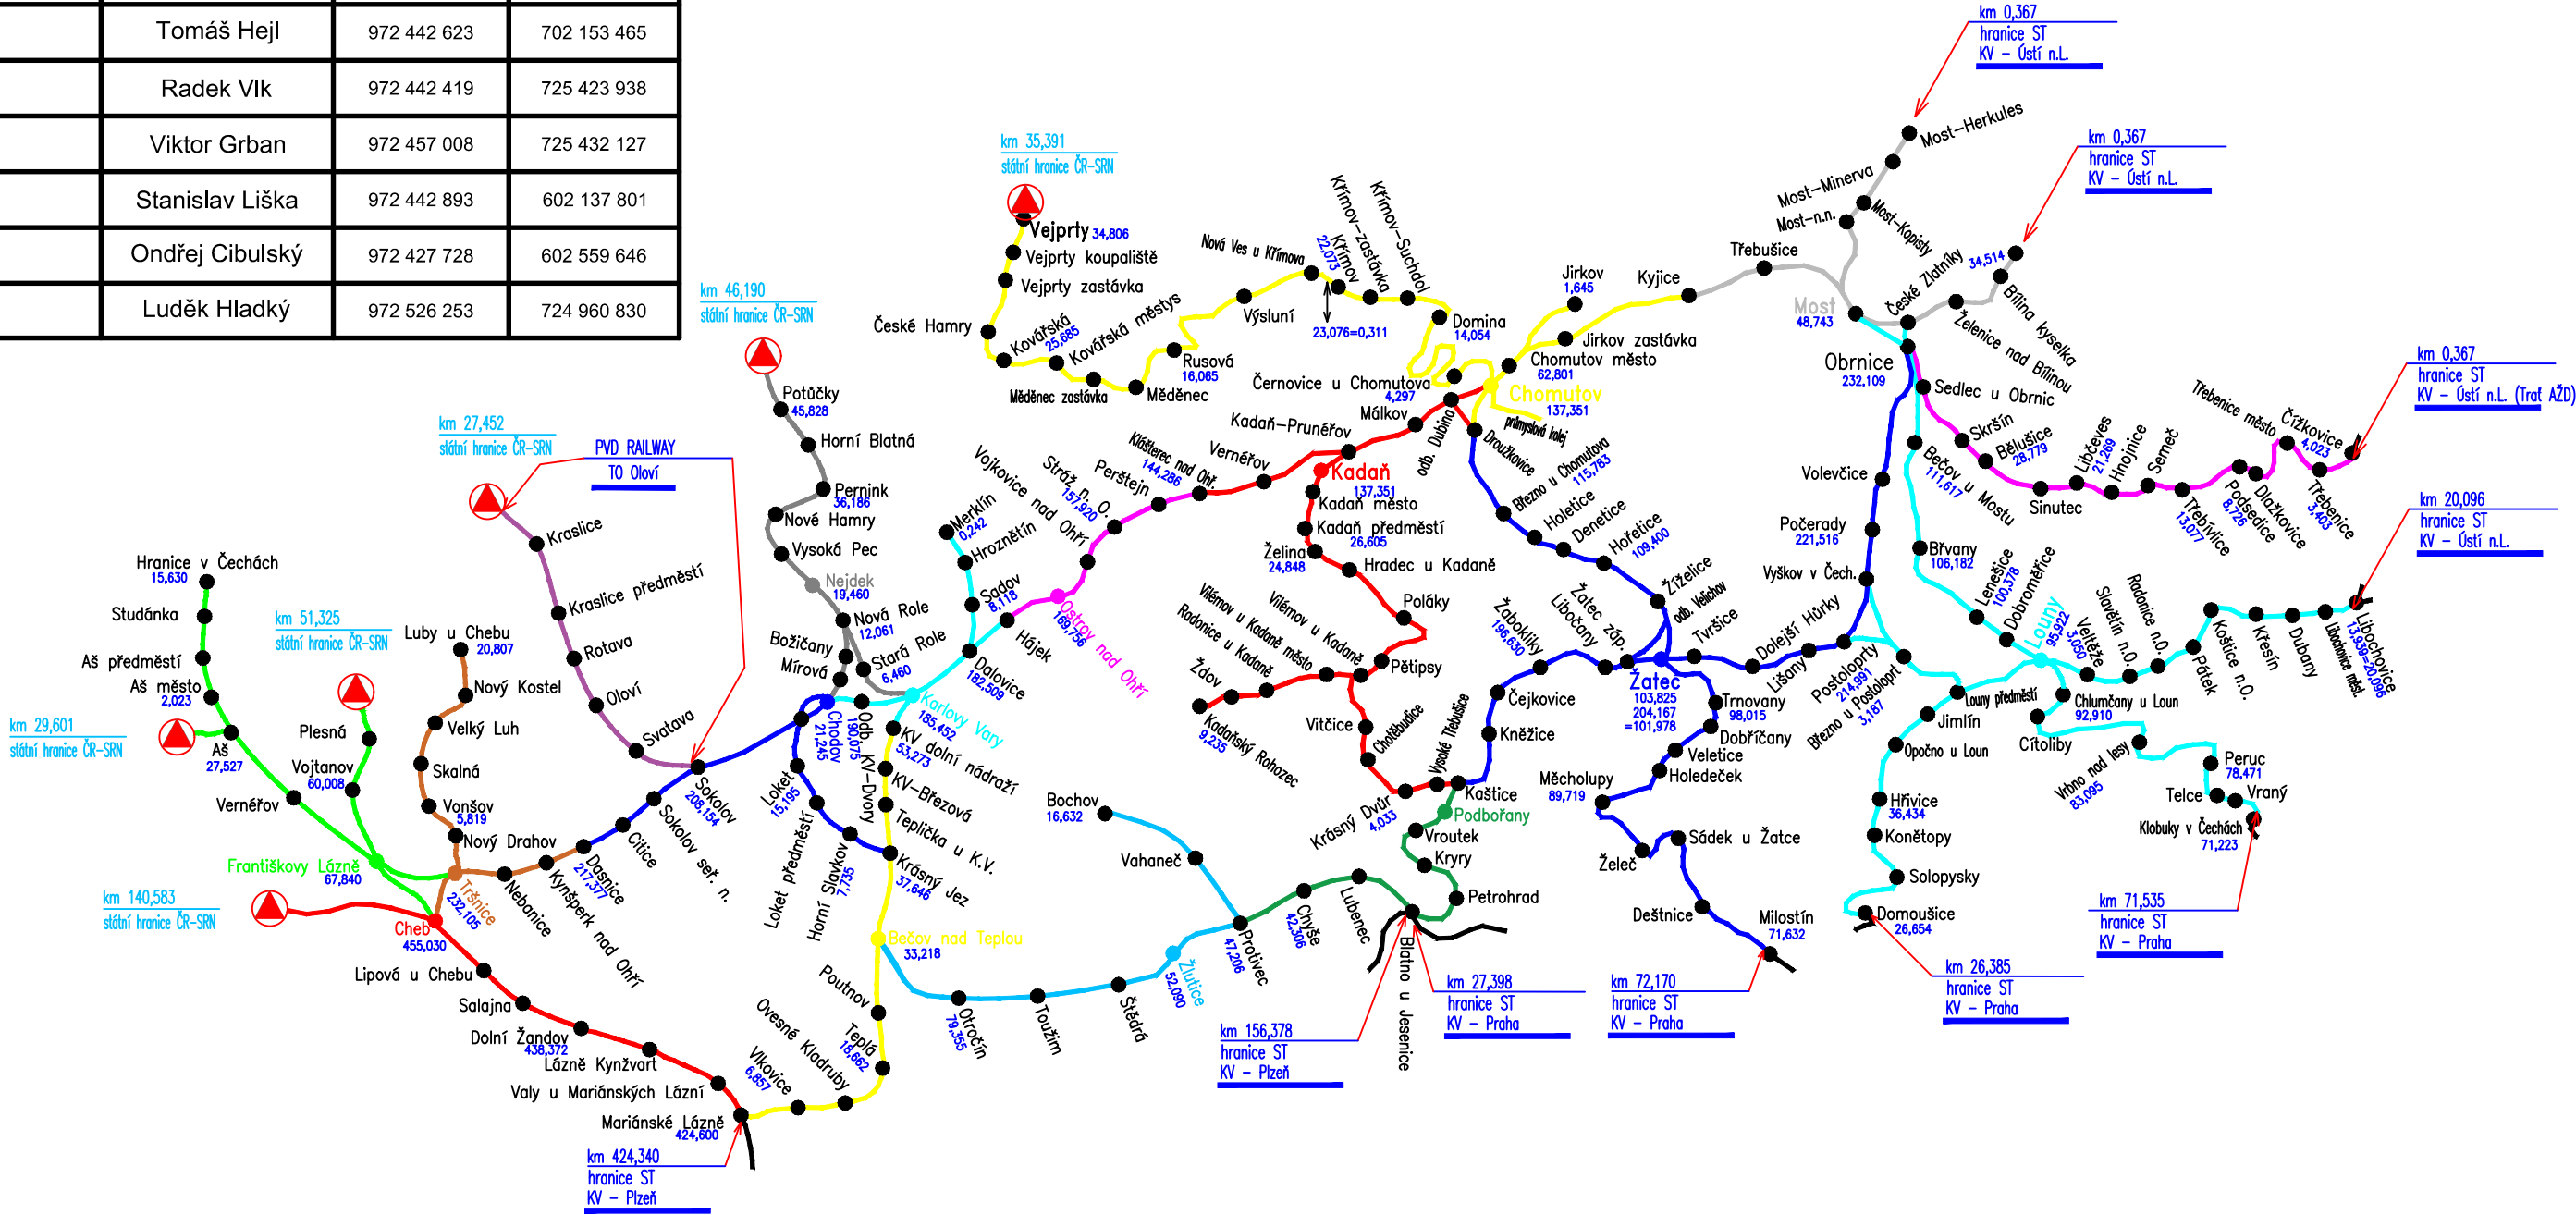 Tomáš Hejl 972 442 623 702 153 465
Radek Vlk 972 442 419 725 423 938
Viktor Grban 972 457 008 725 432 127
Stanislav Liška 972 442 893 602 137 801
Ondřej Cibulský 972 427 728 602 559 646
Luděk Hladký 972 526 253 724 960 830
km 0,367
hranice ST
KV - Ústí n.L.
km 0,367
hranice ST
KV - Ústí n.L.
km 0,367
hranice ST
KV - Ústí n.L. (Trať AŽD)
km 20,096
hranice ST
KV - Ústí n.L.
km 35,391
státní hranice ČR-SRN
km 46,190
státní hranice ČR-SRN
km 27,452
státní hranice ČR-SRN
PVD RAILWAY
TO Oloví
km 51,325
státní hranice ČR-SRN
km 29,601
státní hranice ČR-SRN
km 140,583
státní hranice ČR-SRN
km 424,340
hranice ST
KV - Plzeň
km 156,378
hranice ST
KV - Plzeň
km 27,398
hranice ST
KV - Praha
km 72,170
hranice ST
KV - Praha
km 26,385
hranice ST
KV - Praha
km 71,535
hranice ST
KV - Praha
Vejprty 34,806
Vejprty koupaliště
Vejprty zastávka
České Hamry
Kovářská
25,685
Kovářská městys
Měděnec zastávka
Měděnec
Rusová
16,065
Výsluní
Nová Ves u Křímova
Křímov
22,073
23,076=0,311
Křímov-zastávka
Křímov-Suchdol
Domina
14,054
Černovice u Chomutova
4,297
Chomutov
137,351
průmyslová kolej
Chomutov město
62,801
Jirkov zastávka
Jirkov
1,645
Kyjice
Třebušice
Most
48,743
Most-n.n.
Most-Kopisty
Most-Minerva
Most-Herkules
České Zlatníky
Želenice nad Bílinou
Bílina kyselka
34,514
Obrnice
232,109
Sedlec u Obrnic
Skršín
Bělušice
28,779
Sinutec
Libčeves
21,269
Hnojnice
Semeč
Třebívlice
13,077
Podsedice
8,726
Dlažkovice
Třebenice město
Třebenice
3,403
Čížkovice
4,023
Bečov u Mostu
111,617
Břvany
106,182
Lenešice
100,378
Dobroměřice
Louny
95,922
3,050
Veltěže
Slavětín n.O.
Radonice n.O.
Pátek
Koštice n.O.
Křesín
Dubany
Libochovice měst.
Libochovice
13,939=20,096
Chlumčany u Loun
92,910
Cítoliby
Vrbno nad lesy
83,095
Peruc
78,471
Telce
Vraný
Klobuky v Čechách
71,223
Louny předměstí
Jimlín
Opočno u Loun
Hřivice
36,434
Konětopy
Solopysky
Domoušice
26,654
Volevčice
Počerady
221,516
Vyškov v Čech.
Březno u Postoloprt
3,187
Postoloprty
214,991
Lišany
Dolejší Hůrky
Tvršice
odb. Velichov
Žatec
103,825
204,167
=101,978
Žatec záp.
Libočany
Žabokliky
196,630
Čejkovice
Kněžice
Kaštice
Žíželice
Hořetice
109,400
Denetice
Holetice
Březno u Chomutova
115,783
Droužkovice
odb. Dubina
Málkov
Kadaň-Prunéřov
Vernéřov
Klášterec nad Ohř.
144,286
Perštejn
Stráž n. O.
157,920
Vojkovice nad Ohří
Ostrov nad Ohří
169,756
Hájek
Dalovice
182,509
Sadov
8,118
Hroznětín
Merklín
0,242
Kadaň
137,351
Kadaň město
Kadaň předměstí
26,605
Želina
24,848
Hradec u Kadaně
Poláky
Pětipsy
Vilémov u Kadaně
Vilémov u Kadaně město
Radonice u Kadaně
Ždov
Kadaňský Rohozec
9,235
Vitčice
Chotěbudice
Krásný Dvůr
4,033
Vysoké Třebušice
Podbořany
Vroutek
Kryry
Petrohrad
Blatno u Jesenice
Lubenec
Chyše
42,306
Protivec
47,206
Vahaneč
Bochov
16,632
Žlutice
52,090
Štědrá
Toužim
Otročín
79,355
Trnovany
98,015
Dobříčany
Veletice
Holedeček
Měcholupy
89,719
Želeč
Sádek u Žatce
Deštnice
Milostín
71,632
Potůčky
45,828
Horní Blatná
Pernink
36,186
Nové Hamry
Vysoká Pec
Nejdek
19,460
Nová Role
12,061
Božičany
Mírová
Stará Role
6,460
Karlovy Vary
185,452
KV dolní nádraží
53,273
KV-Březová
Teplička u K.V.
Krásný Jez
37,646
Bečov nad Teplou
33,218
Poutnov
Teplá
18,662
Ovesné Kladruby
Vlkovice
6,857
Mariánské Lázně
424,600
Valy u Mariánských Lázní
Lázně Kynžvart
Dolní Žandov
438,372
Salajna
Lipová u Chebu
Cheb
455,030
Odb. KV-Dvory
190,075
Chodov
21,245
Loket
15,195
Loket předměstí
Horní Slavkov
7,735
Sokolov
208,154
Sokolov seř. n.
Citice
Dasnice
217,377
Kynšperk nad Ohří
Nebanice
Tršnice
232,105
Nový Drahov
Vonšov
5,819
Skalná
Velký Luh
Nový Kostel
Luby u Chebu
20,807
Svatava
Oloví
Rotava
Kraslice předměstí
Kraslice
Františkovy Lázně
67,840
Vojtanov
60,008
Plesná
Vernéřov
Aš
27,527
Aš město
2,023
Aš předměstí
Studánka
Hranice v Čechách
15,630